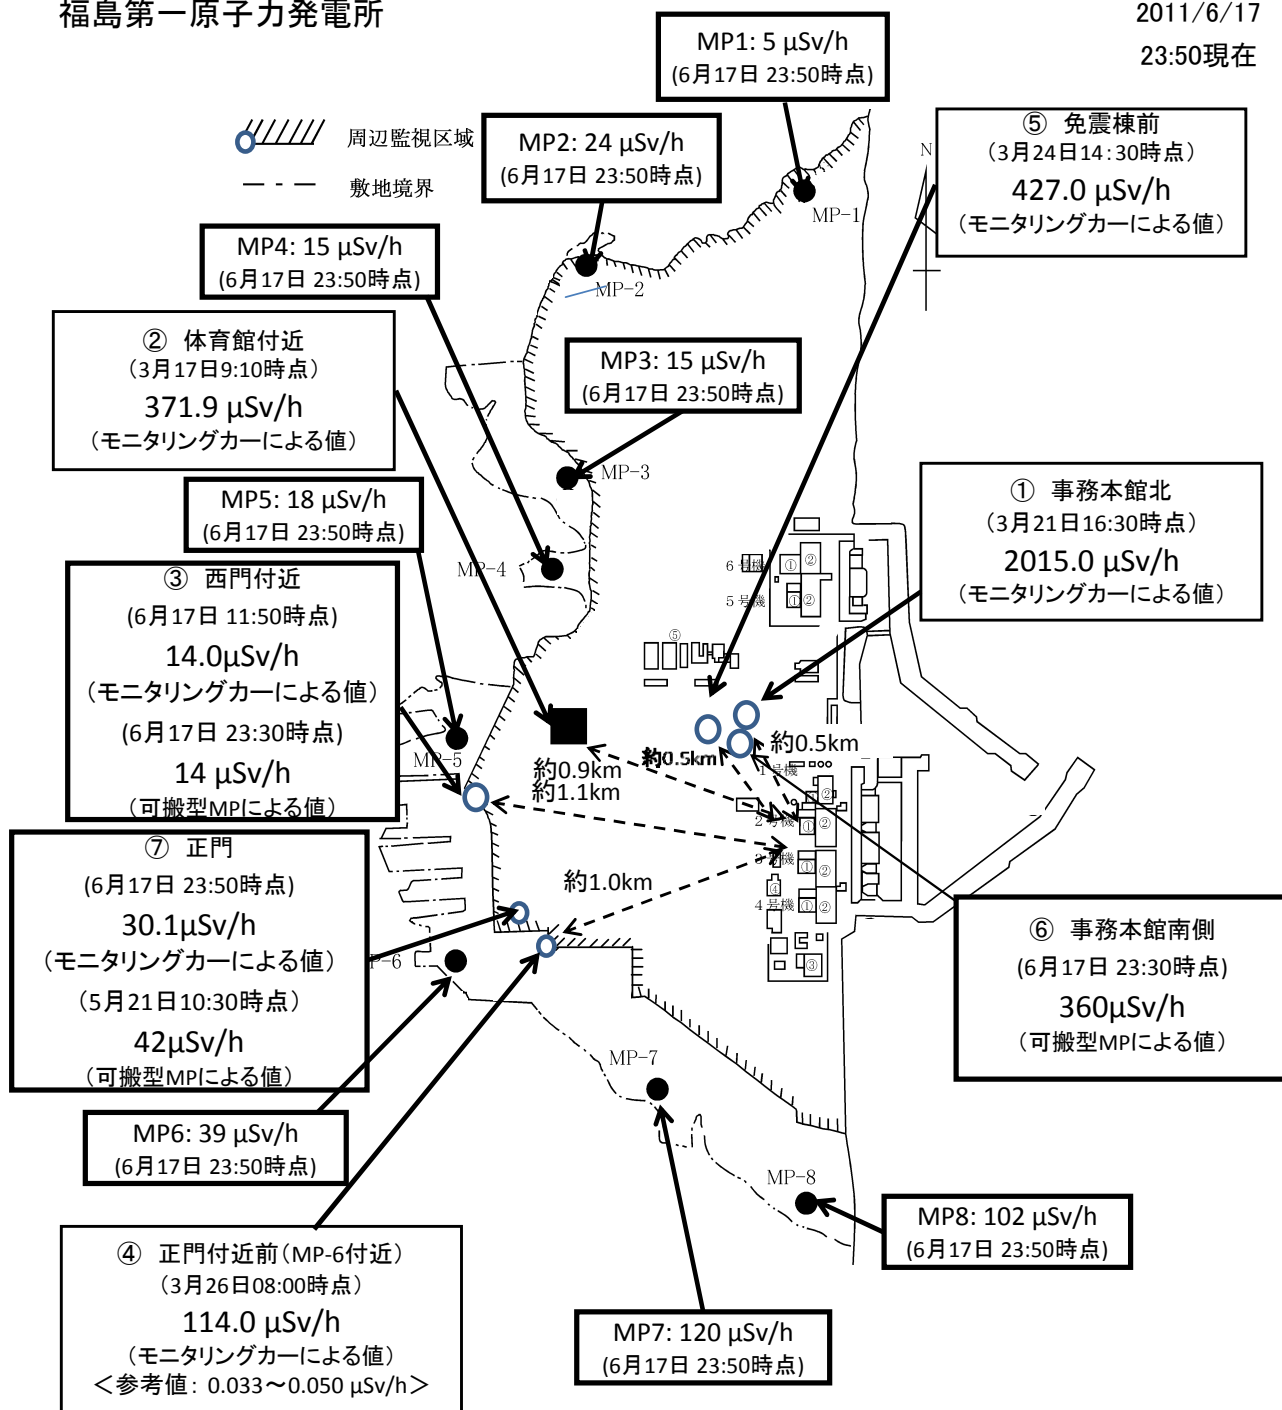 福島第一原子力発電所
2011/6/17
23:50現在
周辺監視区域
敷地境界
N
MP1: 5 μSv/h
(6月17日 23:50時点)
MP2: 24 μSv/h
(6月17日 23:50時点)
⑤ 免震棟前
(3月24日14:30時点)
427.0 μSv/h
(モニタリングカーによる値)
MP-1
MP4: 15 μSv/h
(6月17日 23:50時点)
MP-2
② 体育館付近
(3月17日9:10時点)
371.9 μSv/h
(モニタリングカーによる値)
MP3: 15 μSv/h
(6月17日 23:50時点)
MP-3
MP5: 18 μSv/h
(6月17日 23:50時点)
① 事務本館北
(3月21日16:30時点)
2015.0 μSv/h
(モニタリングカーによる値)
MP-4
6号機
①
②
5号機
①
②
③ 西門付近
(6月17日 11:50時点)
14.0μSv/h
(モニタリングカーによる値)
(6月17日 23:30時点)
14 μSv/h
(可搬型MPによる値)
⑤
MP-5
約0.9km
約1.1km
約0.5km
約0.5km
1号機
②
2号機
①
②
3号機
①
②
④
4号機
①
②
③
約1.0km
⑦ 正門
(6月17日 23:50時点)
30.1μSv/h
(モニタリングカーによる値)
(5月21日10:30時点)
42μSv/h
(可搬型MPによる値)
P-6
⑥ 事務本館南側
(6月17日 23:30時点)
360μSv/h
(可搬型MPによる値)
MP-7
MP6: 39 μSv/h
(6月17日 23:50時点)
MP-8
MP8: 102 μSv/h
(6月17日 23:50時点)
④ 正門付近前(MP-6付近)
(3月26日08:00時点)
114.0 μSv/h
(モニタリングカーによる値)
＜参考値: 0.033～0.050 μSv/h＞
MP7: 120 μSv/h
(6月17日 23:50時点)